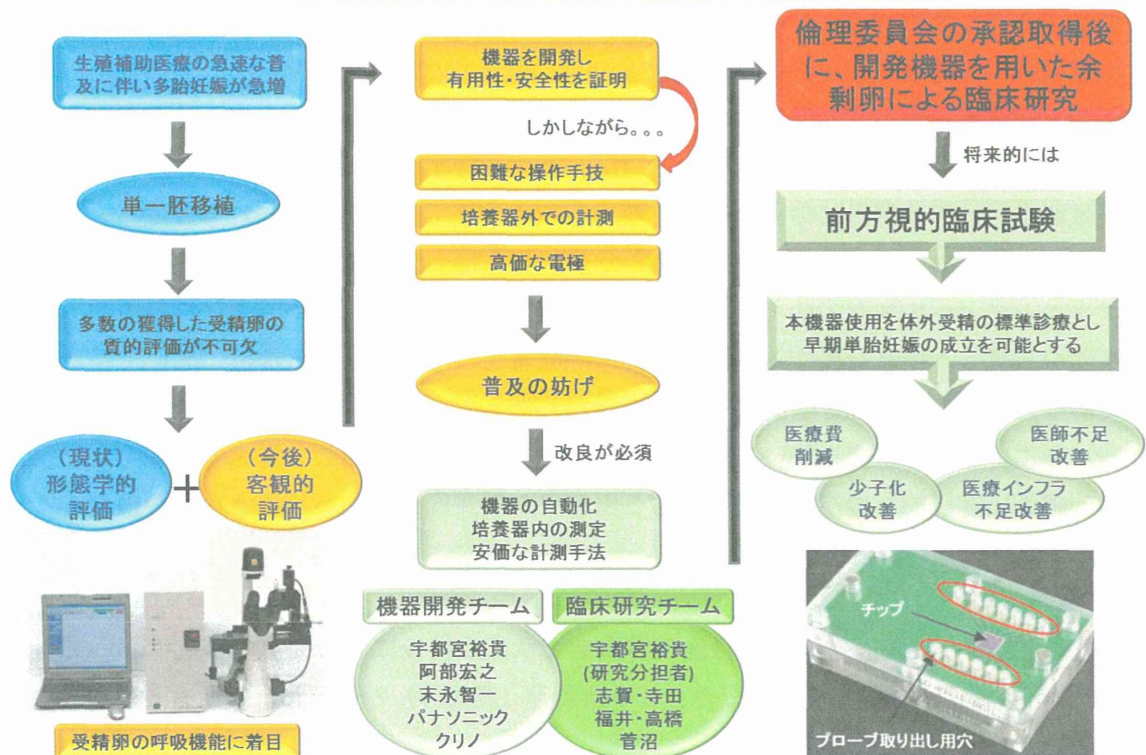 生殖補助医療の急速な普
及に伴い多胎妊娠が急増
単一胚移植
多数の獲得した受精卵の
質的評価が不可欠
(現状)
形態学的
評価
+
(今後)
客観的
評価
受精卵の呼吸機能に着目
機器を開発し
有用性・安全性を証明
しかしながら。。。
困難な操作手技
培養器外での計測
高価な電極
普及の妨げ
改良が必須
機器の自動化
培養器内の測定
安価な計測手法
機器開発チーム
宇都宮裕貴
阿部宏之
末永智一
パナソニック
クリノ
臨床研究チーム
宇都宮裕貴
(研究分担者)
志賀・寺田
福井・高橋
菅沼
倫理委員会の承認取得後
に、開発機器を用いた余
剰卵による臨床研究
将来的には
前方視的臨床試験
本機器使用を体外受精の標準診療とし
早期単胎妊娠の成立を可能とする
医療費
削減
少子化
改善
医療インフラ
不足改善
医師不足
改善
チップ
プローブ取り出し用穴